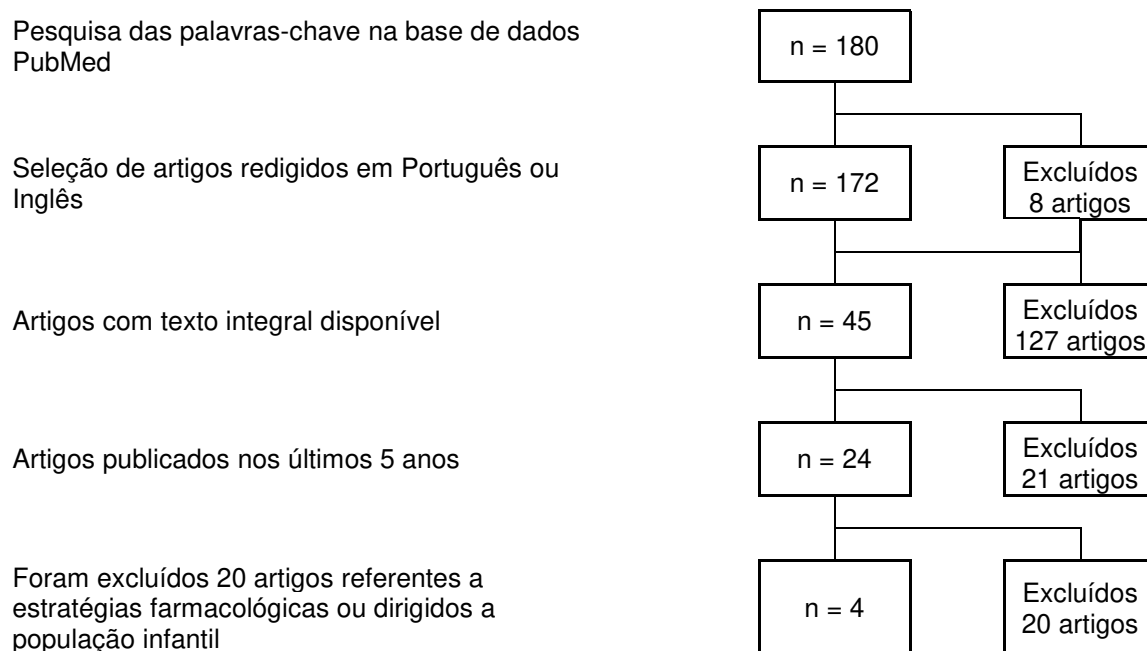 Pesquisa das palavras-chave na base de dados
PubMed
n = 180
Seleção de artigos redigidos em Português ou
Inglês
n = 172
Excluídos
8 artigos
Artigos com texto integral disponível
n = 45
Excluídos
127 artigos
Artigos publicados nos últimos 5 anos
n = 24
Excluídos
21 artigos
Foram excluídos 20 artigos referentes a
estratégias farmacológicas ou dirigidos a
população infantil
n = 4
Excluídos
20 artigos